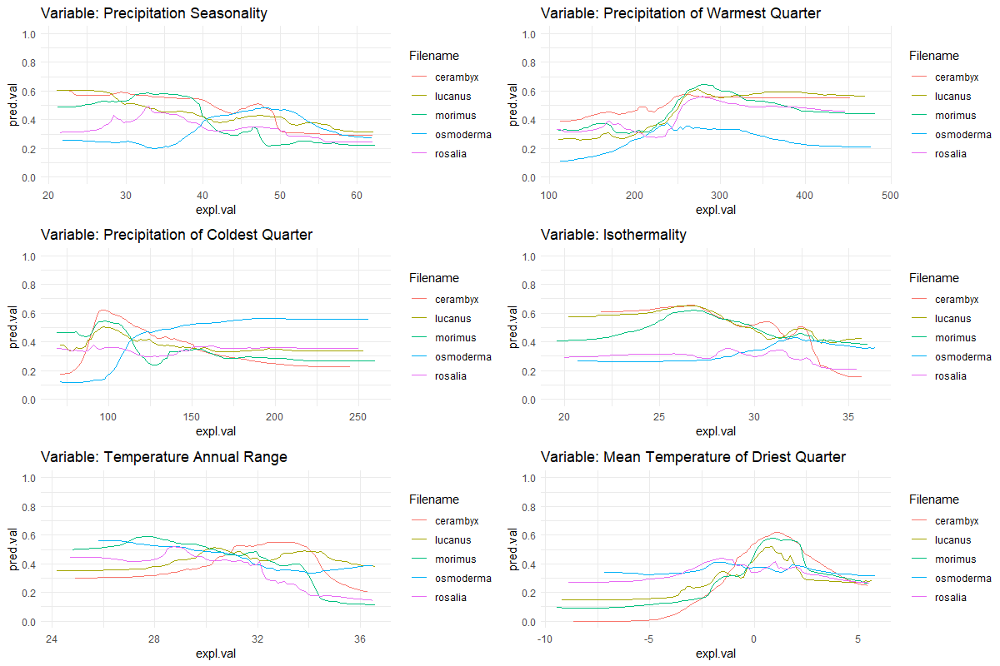 Variable: Precipitation Seasonality
1.0
0.8
0.6
0.4
0.2
0.0
pred.val
20 30 40 50 60
expl.val
Filename
cerambyx
lucanus
morimus
osmoderma
rosalia
Variable: Precipitation of Warmest Quarter
1.0
0.8
0.6
0.4
0.2
0.0
pred.val
100 200 300 400 500
expl.val
Filename
cerambyx
lucanus
morimus
osmoderma
rosalia
Variable: Precipitation of Coldest Quarter
1.0
0.8
0.6
0.4
0.2
0.0
pred.val
100 150 200 250
expl.val
Filename
cerambyx
lucanus
morimus
osmoderma
rosalia
Variable: Isothermality
1.0
0.8
0.6
0.4
0.2
0.0
pred.val
20 25 30 35
expl.val
Filename
cerambyx
lucanus
morimus
osmoderma
rosalia
Variable: Temperature Annual Range
1.0
0.8
0.6
0.4
0.2
0.0
pred.val
24 28 32 36
expl.val
Filename
cerambyx
lucanus
morimus
osmoderma
rosalia
Variable: Mean Temperature of Driest Quarter
1.0
0.8
0.6
0.4
0.2
0.0
pred.val
-10 -5 0 5
expl.val
Filename
cerambyx
lucanus
morimus
osmoderma
rosalia